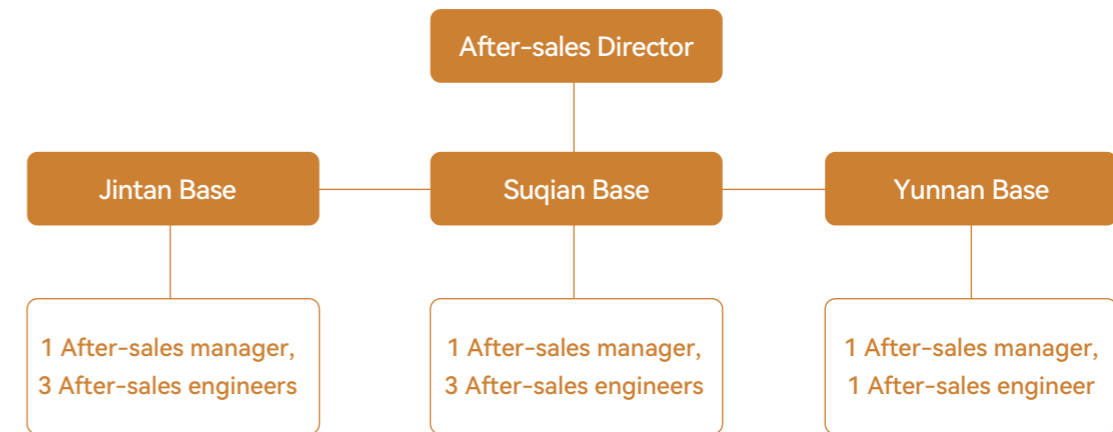 After-sales Director
Jintan Base
Suqian Base
Yunnan Base
1 After-sales manager,
3 After-sales engineers
1 After-sales manager,
3 After-sales engineers
1 After-sales manager,
1 After-sales engineer